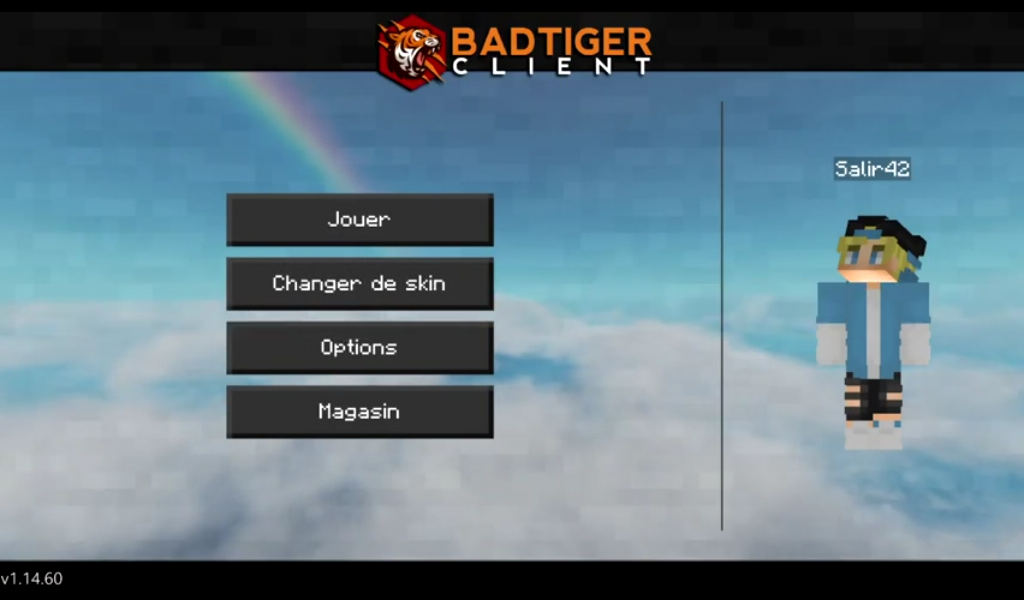 BADTIGER
CLIENT
Salir42
Jouer
Changer de skin
Options
Magasin
v1.14.60